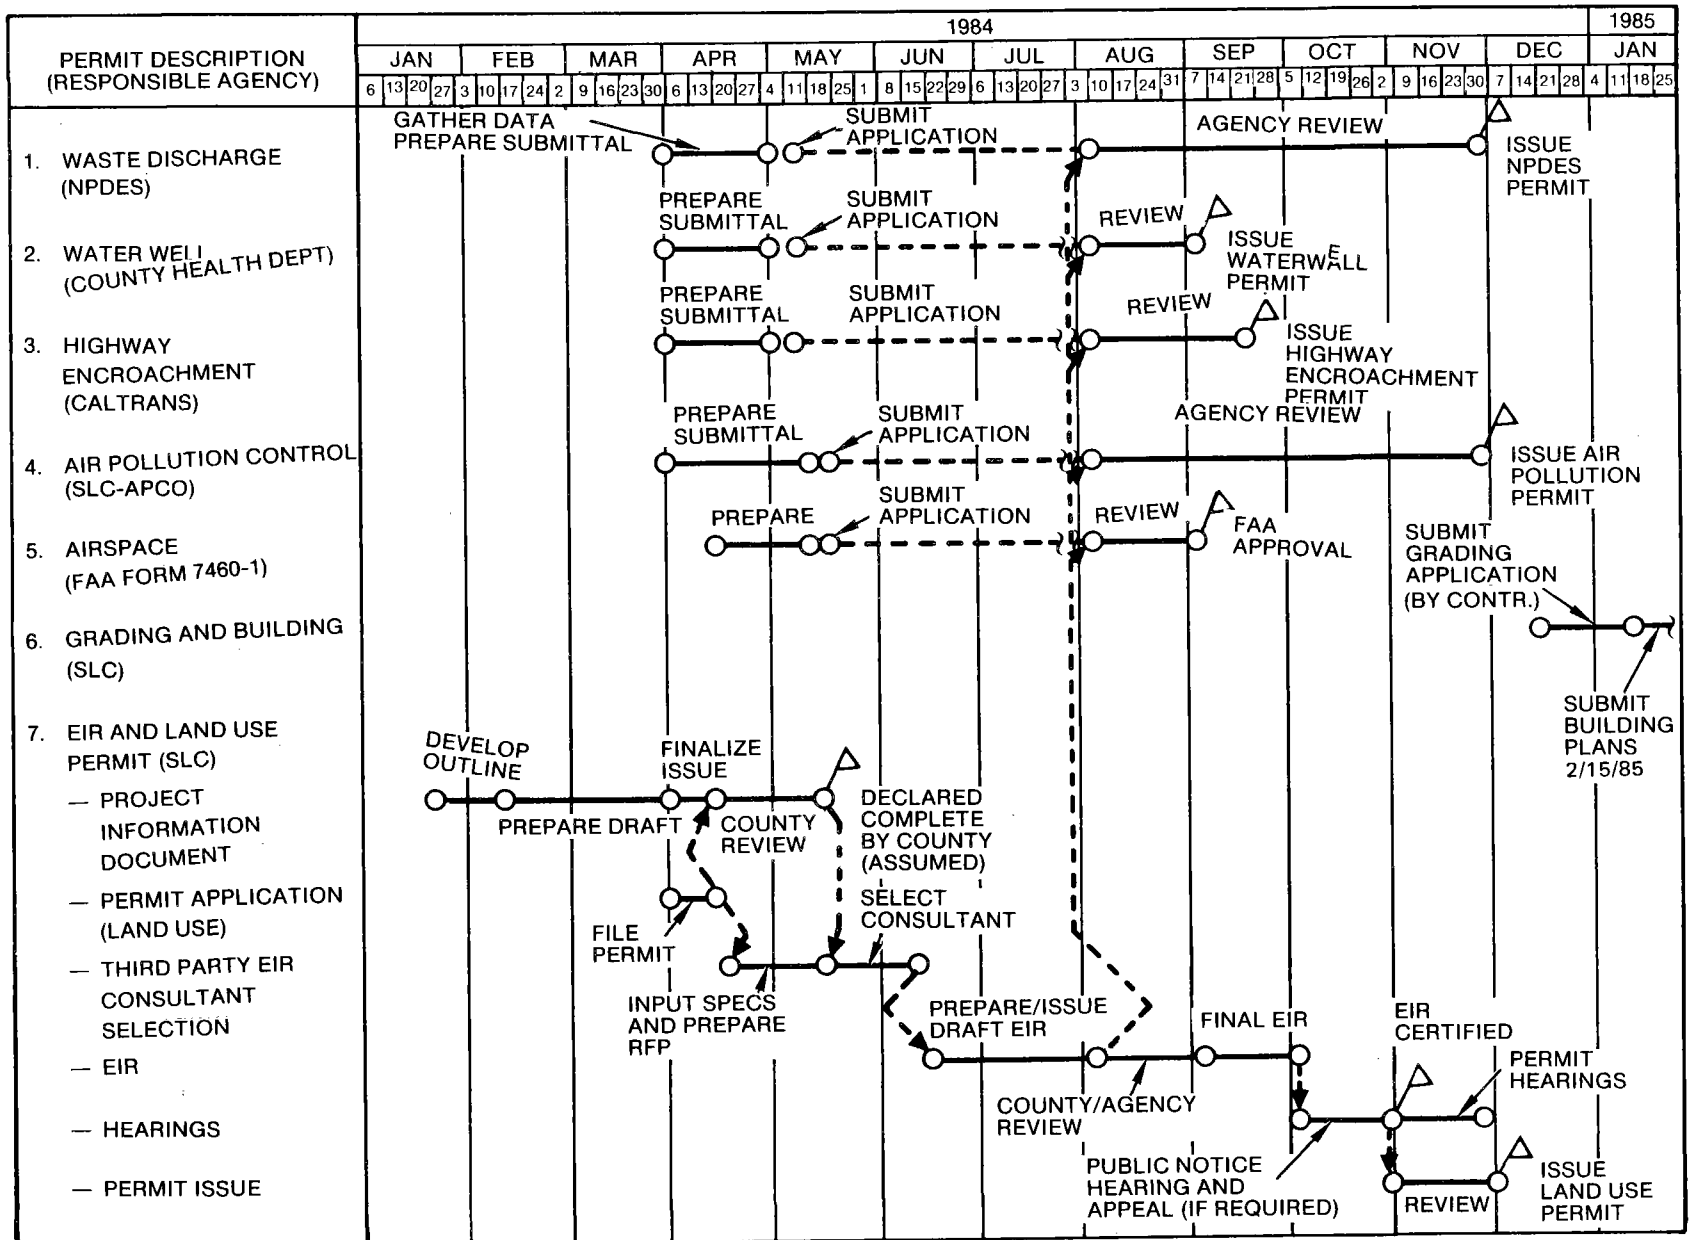 1984
1985
PERMIT DESCRIPTION
(RESPONSIBLE AGENCY)
JAN FEB MAR APR MAY JUN JUL AUG SEP OCT NOV DEC JAN
6 13 20 27 3 10 17 24 2 9 16 23 30 6 13 20 27 4 11 18 25 1 8 15 22 29 6 13 20 27 3 10 17 24 31 7 14 21 28 5 12 19 26 2 9 16 23 30 7 14 21 28 4 11 18 25
1. WASTE DISCHARGE
(NPDES)
GATHER DATA
PREPARE SUBMITTAL
SUBMIT
APPLICATION
AGENCY REVIEW
ISSUE
NPDES
PERMIT
2. WATER WELL
(COUNTY HEALTH DEPT)
PREPARE
SUBMITTAL
SUBMIT
APPLICATION
REVIEW
ISSUE
WATERWALL
E
PERMIT
3. HIGHWAY
ENCROACHMENT
(CALTRANS)
PREPARE
SUBMITTAL
SUBMIT
APPLICATION
REVIEW
ISSUE
HIGHWAY
ENCROACHMENT
PERMIT
4. AIR POLLUTION CONTROL
(SLC-APCO)
PREPARE
SUBMITTAL
SUBMIT
APPLICATION
AGENCY REVIEW
ISSUE AIR
POLLUTION
PERMIT
5. AIRSPACE
(FAA FORM 7460-1)
PREPARE
SUBMIT
APPLICATION
REVIEW
FAA
APPROVAL
6. GRADING AND BUILDING
(SLC)
SUBMIT
GRADING
APPLICATION
(BY CONTR.)
SUBMIT
BUILDING
PLANS
2/15/85
7. EIR AND LAND USE
PERMIT (SLC)
— PROJECT
INFORMATION
DOCUMENT
DEVELOP
OUTLINE
PREPARE DRAFT
FINALIZE
ISSUE
COUNTY
REVIEW
DECLARED
COMPLETE
BY COUNTY
(ASSUMED)
— PERMIT APPLICATION
(LAND USE)
FILE
PERMIT
— THIRD PARTY EIR
CONSULTANT
SELECTION
INPUT SPECS
AND PREPARE
RFP
SELECT
CONSULTANT
— EIR
PREPARE/ISSUE
DRAFT EIR
COUNTY/AGENCY
REVIEW
FINAL EIR
— HEARINGS
PUBLIC NOTICE
HEARING AND
APPEAL (IF REQUIRED)
EIR
CERTIFIED
PERMIT
HEARINGS
— PERMIT ISSUE
REVIEW
ISSUE
LAND USE
PERMIT